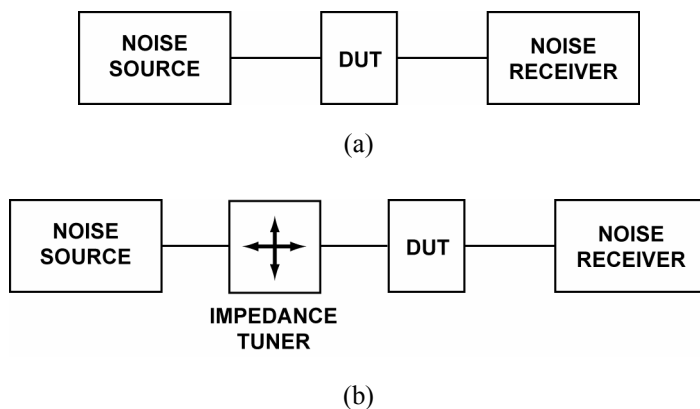 NOISE
SOURCE
DUT
NOISE
RECEIVER
(a)
NOISE
SOURCE
IMPEDANCE
TUNER
DUT
NOISE
RECEIVER
(b)